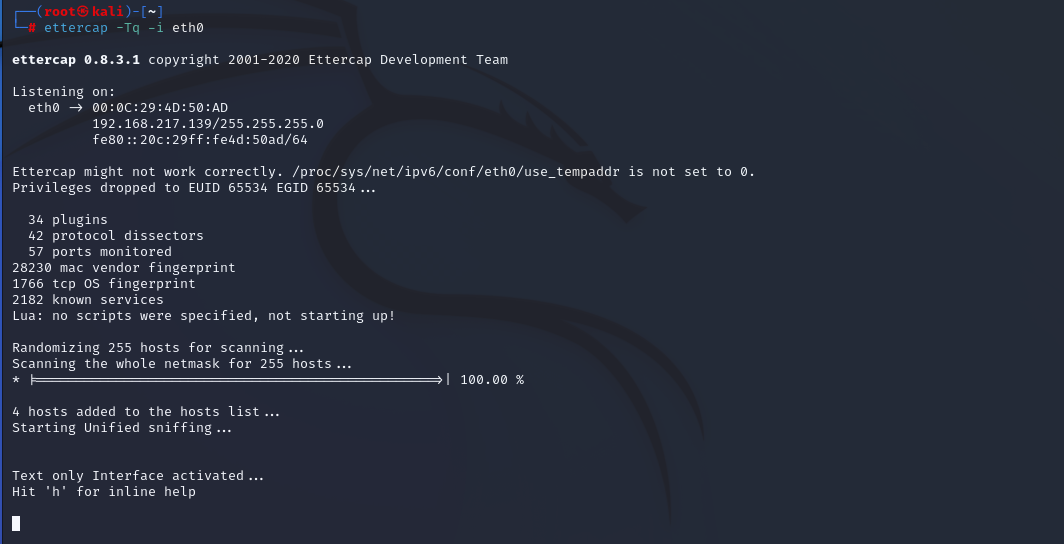 ┌──(root㉿kali)-[~]
└─# ettercap -Tq -i eth0
ettercap 0.8.3.1 copyright 2001-2020 Ettercap Development Team
Listening on:
eth0 -> 00:0C:29:4D:50:AD
192.168.217.139/255.255.255.0
fe80::20c:29ff:fe4d:50ad/64
Ettercap might not work correctly. /proc/sys/net/ipv6/conf/eth0/use_tempaddr is not set to 0.
Privileges dropped to EUID 65534 EGID 65534...
34 plugins
42 protocol dissectors
57 ports monitored
28230 mac vendor fingerprint
1766 tcp OS fingerprint
2182 known services
Lua: no scripts were specified, not starting up!
Randomizing 255 hosts for scanning...
Scanning the whole netmask for 255 hosts...
* |==================================================>| 100.00 %
4 hosts added to the hosts list...
Starting Unified sniffing...
Text only Interface activated...
Hit 'h' for inline help